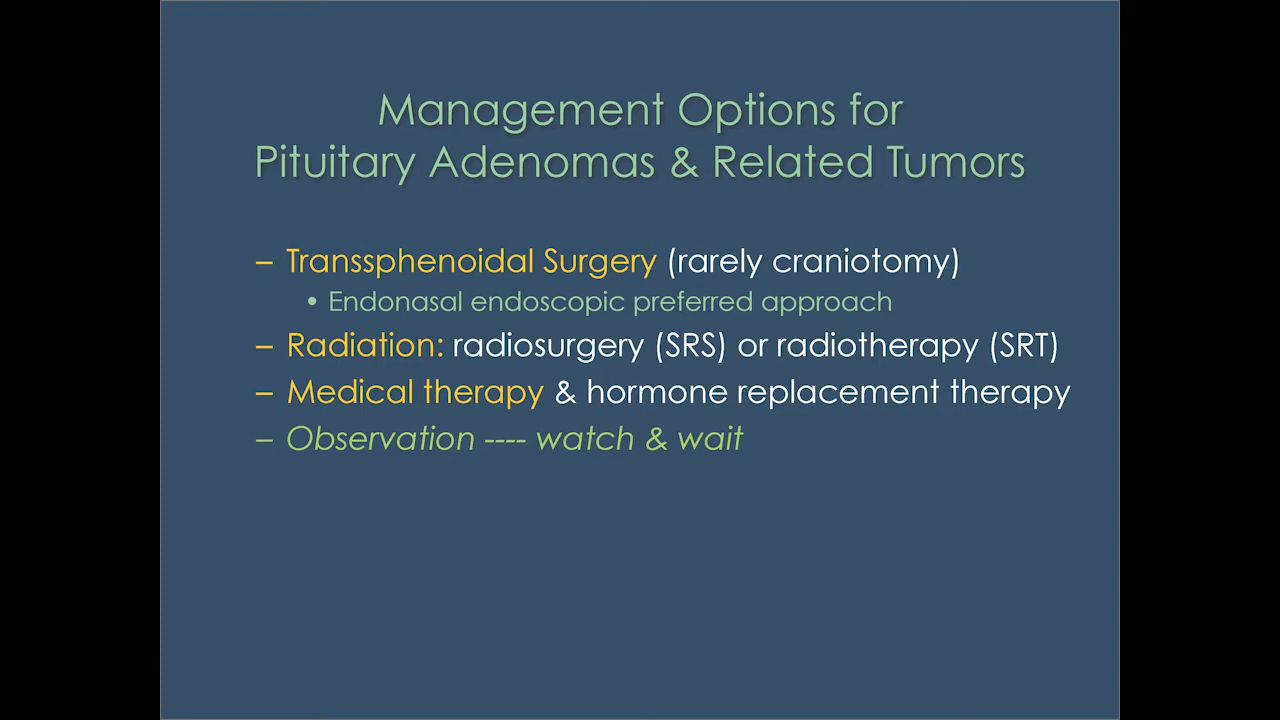 Management Options for
Pituitary Adenomas & Related Tumors
– Transsphenoidal Surgery (rarely craniotomy)
• Endonasal endoscopic preferred approach
– Radiation: radiosurgery (SRS) or radiotherapy (SRT)
– Medical therapy & hormone replacement therapy
– Observation ---- watch & wait